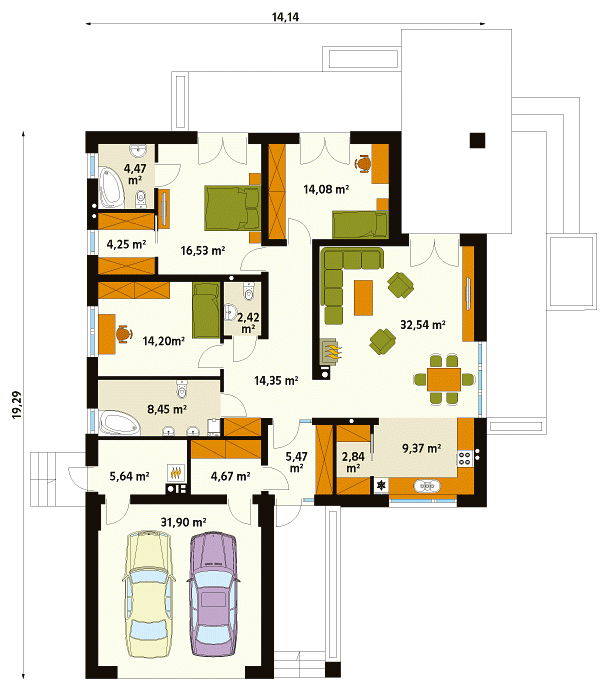 14,14
4,47
m²
14,08 m²
4,25 m²
16,53 m²
2,42
m²
32,54 m²
14,20m²
14,35 m²
19,29
8,45 m²
5,47
m²
2,84
m²
9,37 m²
5,64 m²
4,67 m²
31,90 m²